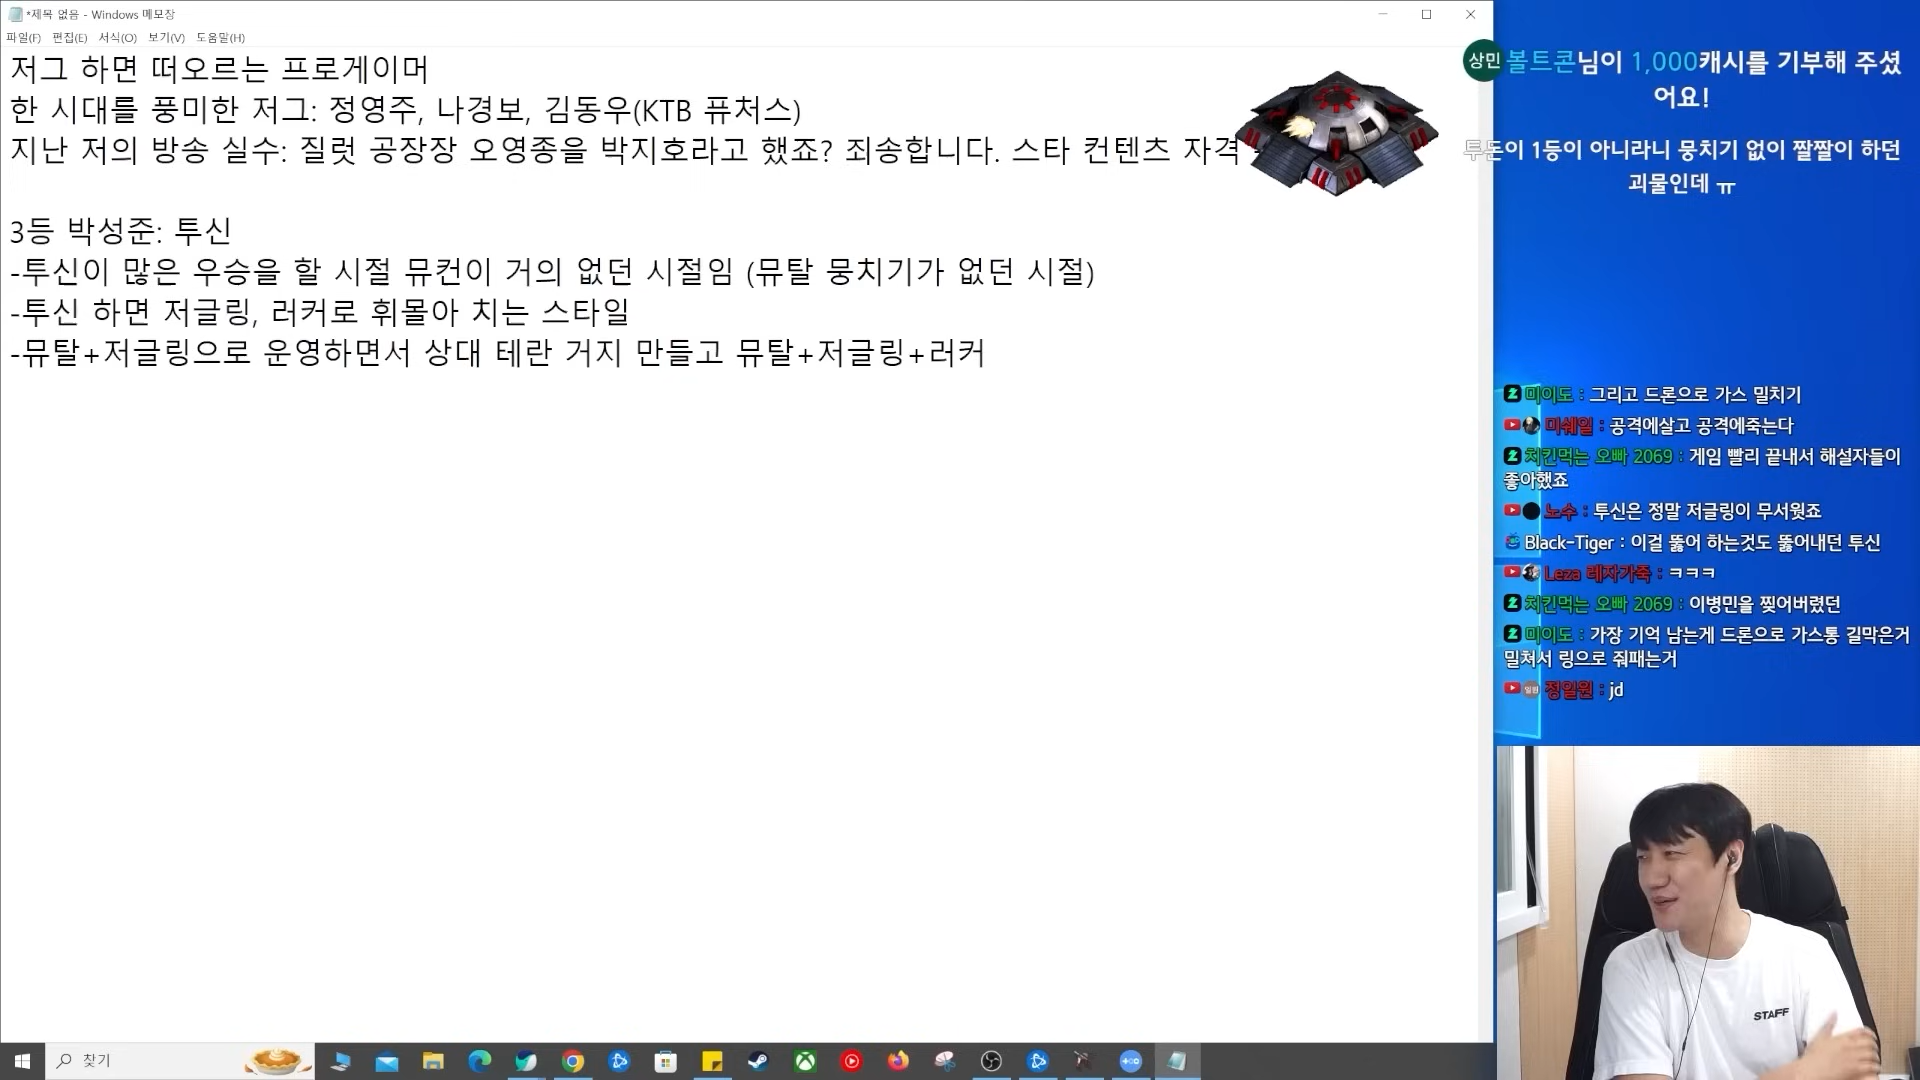 *제목 없음 - Windows 메모장
파일(F) 편집(E) 서식(O) 보기(V) 도움말(H)
저그 하면 떠오르는 프로게이머
한 시대를 풍미한 저그: 정영주, 나경보, 김동우(KTB 퓨처스)
지난 저의 방송 실수: 질럿 공장장 오영종을 박지호라고 했죠? 죄송합니다. 스타 컨텐츠 자격
3등 박성준: 투신
-투신이 많은 우승을 할 시절 뮤컨이 거의 없던 시절임 (뮤탈 뭉치기가 없던 시절)
-투신 하면 저글링, 러커로 휘몰아 치는 스타일
-뮤탈+저글링으로 운영하면서 상대 테란 거지 만들고 뮤탈+저글링+러커
상민 볼트콘님이 1,000캐시를 기부해 주셨
어요!
투돈이 1등이 아니라니 뭉치기 없이 짤짤이 하던
괴물인데 ㅠ
미이도 : 그리고 드론으로 가스 밀치기
미쉐일 : 공격에살고 공격에죽는다
치킨먹는 오빠 2069 : 게임 빨리 끝내서 해설자들이
좋아했죠
노수 : 투신은 정말 저글링이 무서웟죠
Black-Tiger : 이걸 뚫어 하는것도 뚫어내던 투신
Leza 레자가죽 : ㅋㅋㅋ
치킨먹는 오빠 2069 : 이병민을 찢어버렸던
미이도 : 가장 기억 남는게 드론으로 가스통 길막은거
밀쳐서 링으로 줘패는거
일원 정일원 : jd
STAFF
찾기